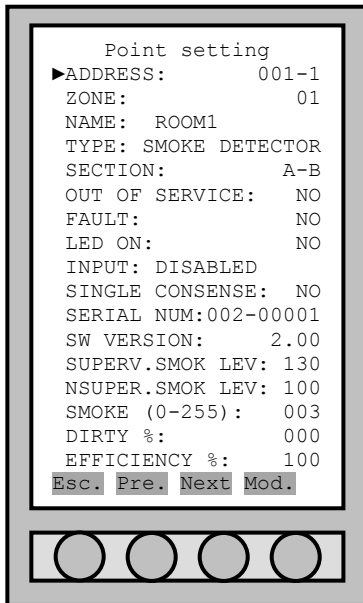 Point setting
►ADDRESS: 001-1
ZONE: 01
NAME: ROOM1
TYPE: SMOKE DETECTOR
SECTION: A-B
OUT OF SERVICE: NO
FAULT: NO
LED ON: NO
INPUT: DISABLED
SINGLE CONSENSE: NO
SERIAL NUM:002-00001
SW VERSION: 2.00
SUPERV.SMOK LEV: 130
NSUPER.SMOK LEV: 100
SMOKE (0-255): 003
DIRTY %: 000
EFFICIENCY %: 100
Esc. Pre. Next Mod.